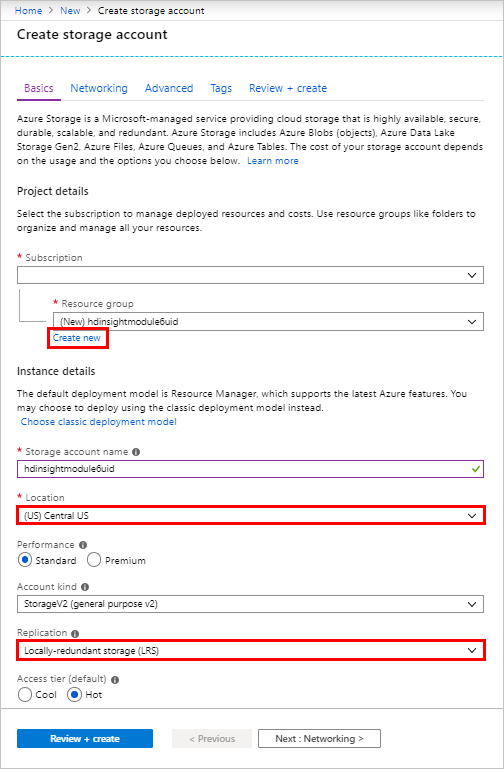 Home > New > Create storage account
Create storage account
Basics Networking Advanced Tags Review + create
Azure Storage is a Microsoft-managed service providing cloud storage that is highly available, secure,
durable, scalable, and redundant. Azure Storage includes Azure Blobs (objects), Azure Data Lake
Storage Gen2, Azure Files, Azure Queues, and Azure Tables. The cost of your storage account depends
on the usage and the options you choose below. Learn more
Project details
Select the subscription to manage deployed resources and costs. Use resource groups like folders to
organize and manage all your resources.
* Subscription
* Resource group
(New) hdinsightmodule6uid
Create new
Instance details
The default deployment model is Resource Manager, which supports the latest Azure features. You
may choose to deploy using the classic deployment model instead.
Choose classic deployment model
* Storage account name
hdinsightmodule6uid
* Location
(US) Central US
Performance
Standard Premium
Account kind
StorageV2 (general purpose v2)
Replication
Locally-redundant storage (LRS)
Access tier (default)
Cool Hot
Review + create < Previous Next : Networking >